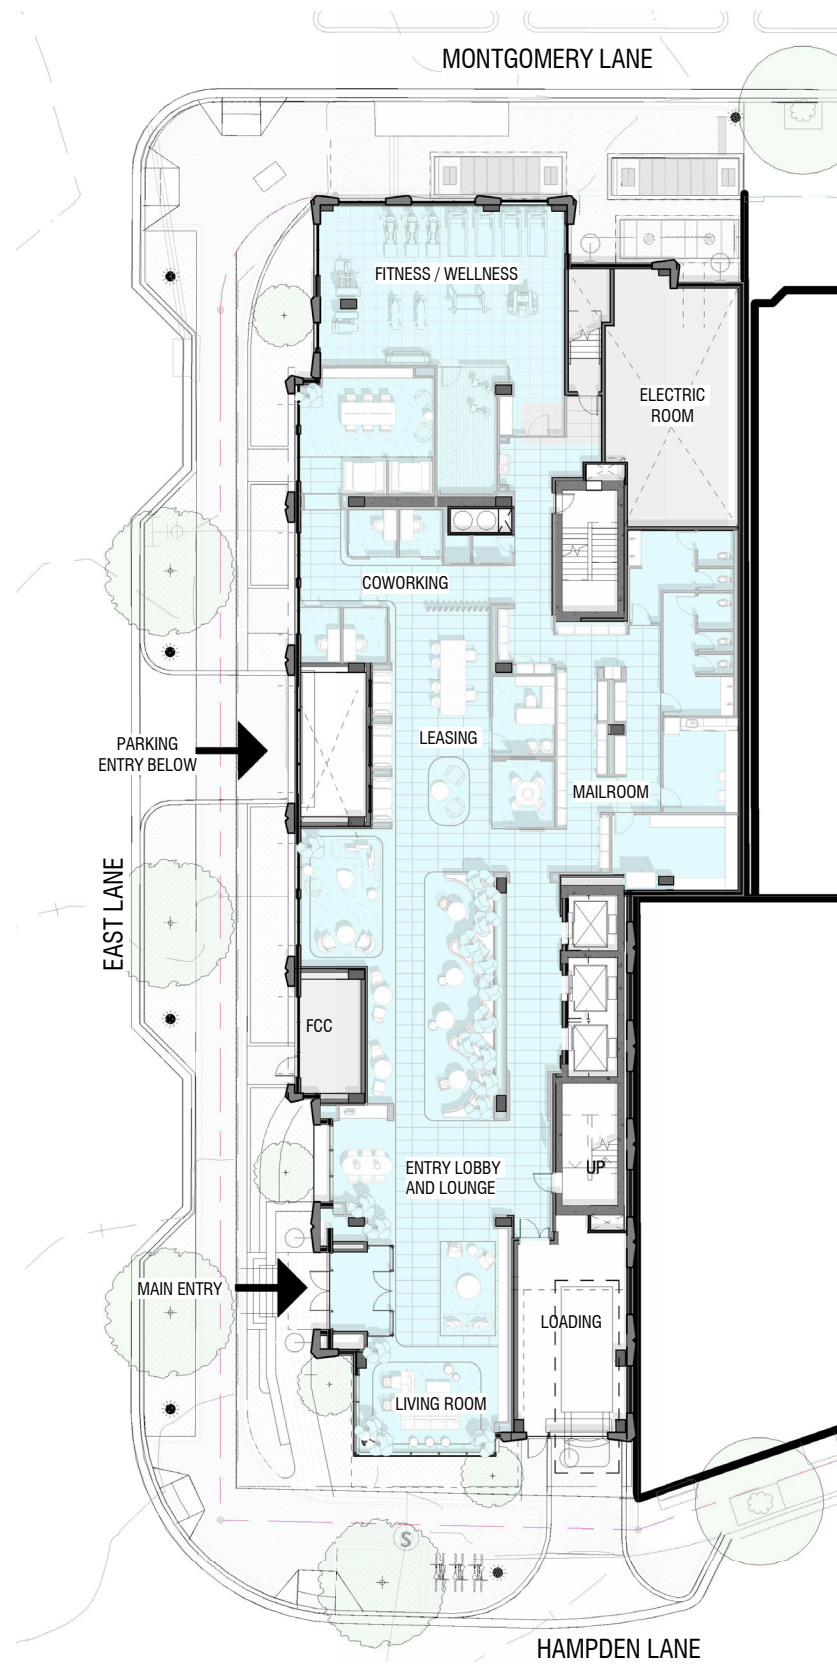 MONTGOMERY LANE
FITNESS / WELLNESS
ELECTRIC
ROOM
COWORKING
LEASING
PARKING
ENTRY BELOW
MAILROOM
EAST LANE
FCC
ENTRY LOBBY
AND LOUNGE
UP
MAIN ENTRY
LOADING
LIVING ROOM
S
HAMPDEN LANE